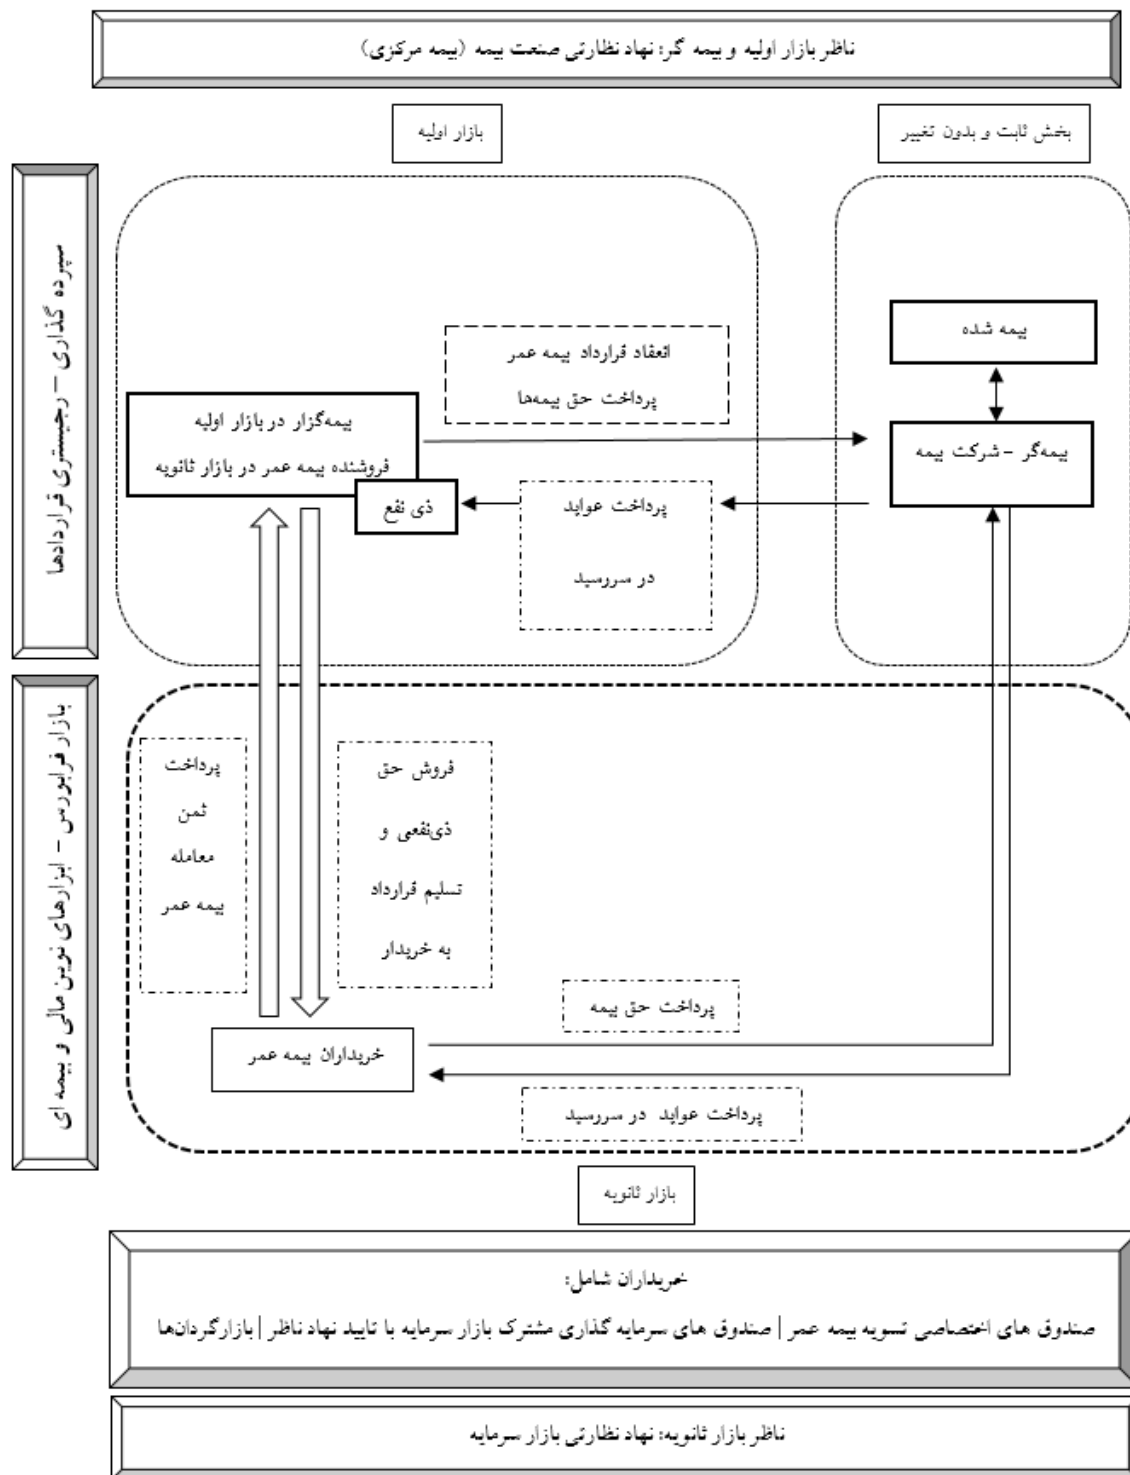 ناظر بازار اولیه و بیمه گر: نهاد نظارتی صنعت بیمه (بیمه مرکزی)
بخش ثابت و بدون تغییر
بازار اولیه
سپرده گذاری – رجیستری قراردادها
بیمه شده
بیمه‌گر – شرکت بیمه
انعقاد قرارداد بیمه عمر
پرداخت حق بیمه‌ها
بیمه‌گزار در بازار اولیه
فروشنده بیمه عمر در بازار ثانویه
ذی نفع
پرداخت عواید
در سررسید
بازار فرابورس – ابزارهای نوین مالی و بیمه ای
فروش حق
ذی‌نفعی و
تسلیم قرارداد
به خریدار
پرداخت
ثمن
معامله
بیمه عمر
پرداخت حق بیمه
خریداران بیمه عمر
پرداخت عواید در سررسید
بازار ثانویه
خریداران شامل:
صندوق های اختصاصی تسویه بیمه عمر | صندوق های سرمایه گذاری مشترک بازار سرمایه با تایید نهاد ناظر | بازارگردان‌ها
ناظر بازار ثانویه: نهاد نظارتی بازار سرمایه